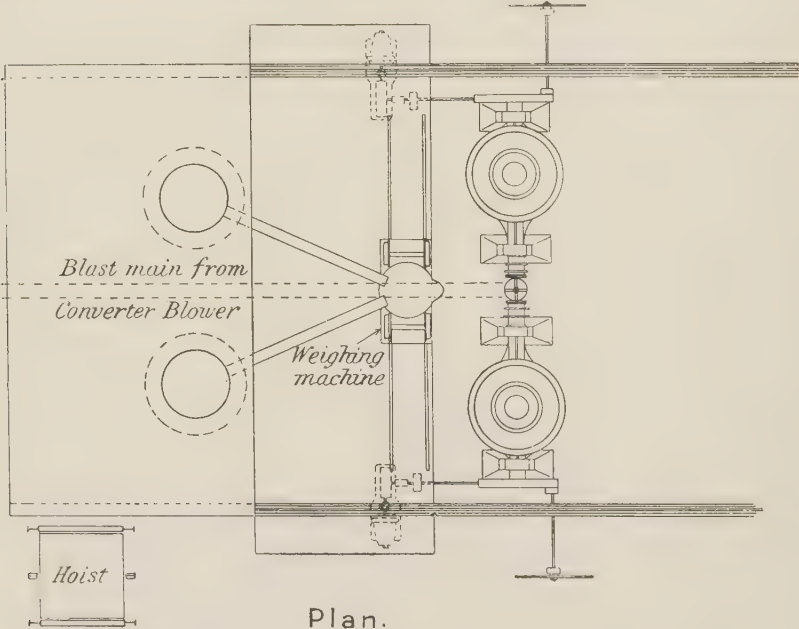 Blast main from
Converter Blower
Weighing
machine
Hoist
Plan.